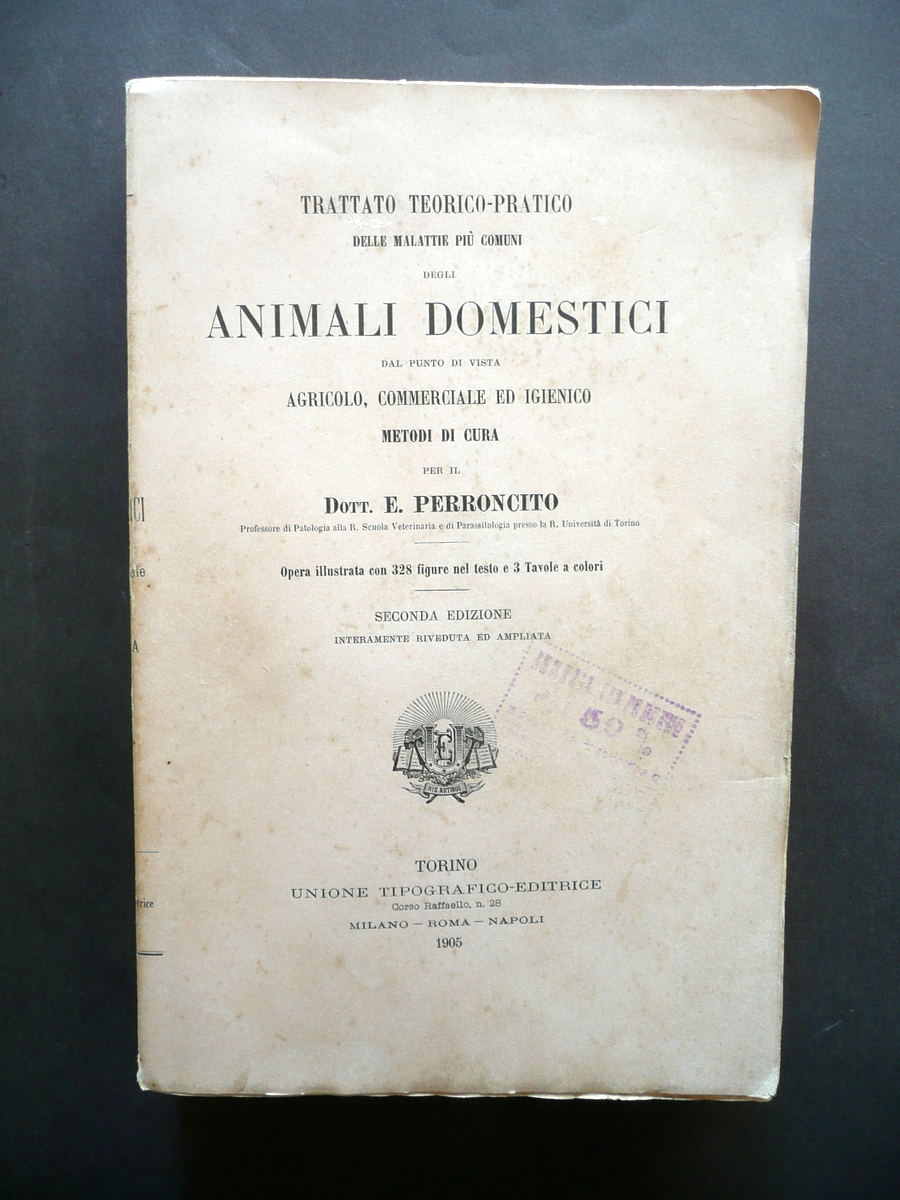 TRATTATO TEORICO-PRATICO
DELLE MALATTIE PIÙ COMUNI
DEGLI
ANIMALI DOMESTICI
DAL PUNTO DI VISTA
AGRICOLO, COMMERCIALE ED IGIENICO
METODI DI CURA
PER IL
DOTT. E. PERRONCITO
Professore di Patologia alla R. Scuola Veterinaria e di Parassitologia presso la R. Università di Torino
Opera illustrata con 328 figure nel testo e 3 Tavole a colori
SECONDA EDIZIONE
INTERAMENTE RIVEDUTA ED AMPLIATA
50
HIS ARTIBUS
TORINO
UNIONE TIPOGRAFICO-EDITRICE
Corso Raffaello, n. 28
MILANO – ROMA – NAPOLI
1905